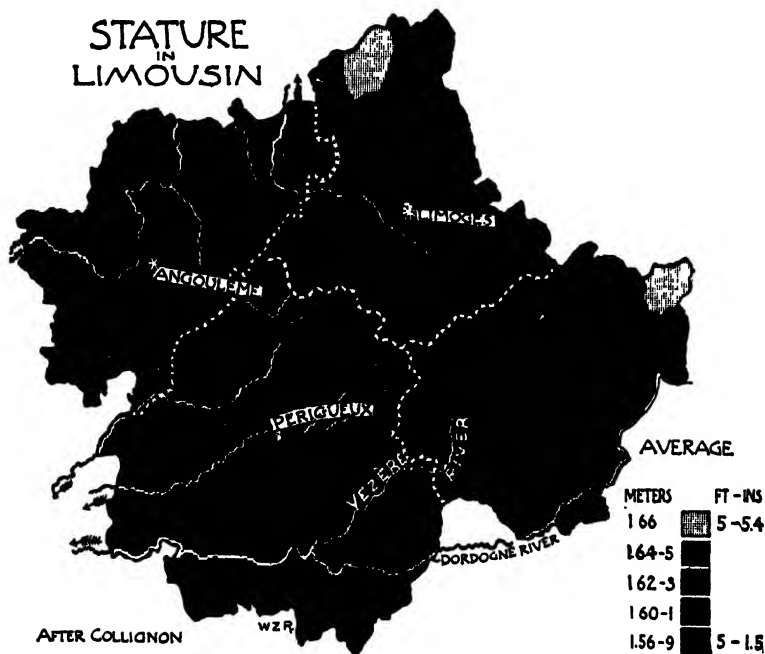 STATURE
IN
LIMOUSIN
LIMOGES
ANGOULEME
PERIGUEUX
VEZERE RIVER
DORDOGNE RIVER
AVERAGE
METERS FT-INS
1 66 5-5.4
1.64-5
1 62-3
1 60-1
1.56-9 5-1.5
AFTER COLLIGNON
W Z R.